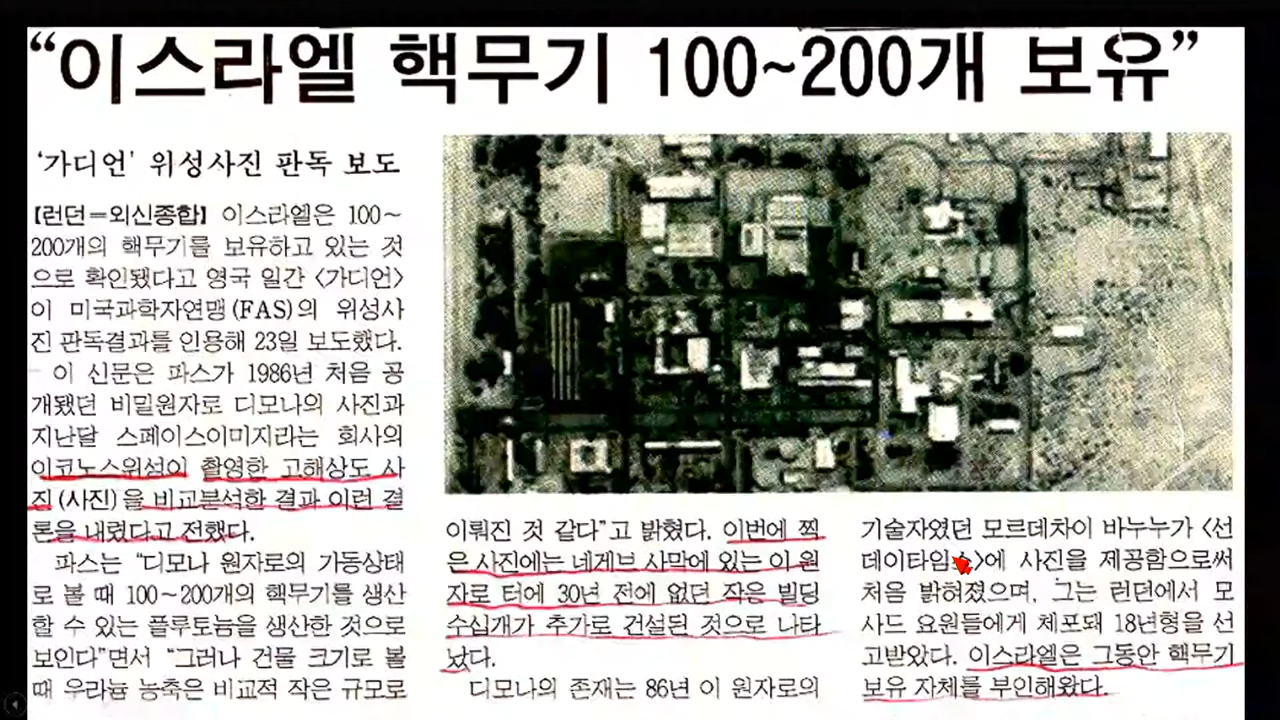 “이스라엘 핵무기 100~200개 보유”
‘가디언’ 위성사진 판독 보도
【런던=외신종합】 이스라엘은 100~
200개의 핵무기를 보유하고 있는 것
으로 확인됐다고 영국 일간 〈가디언〉
이 미국과학자연맹(FAS)의 위성사
진 판독결과를 인용해 23일 보도했다.
이 신문은 파스가 1986년 처음 공
개됐던 비밀원자로 디모나의 사진과
지난달 스페이스이미지라는 회사의
이코노스위성이 촬영한 고해상도 사
진(사진)을 비교분석한 결과 이런 결
론을 내렸다고 전했다.
파스는 “디모나 원자로의 가동상태
로 볼 때 100~200개의 핵무기를 생산
할 수 있는 플루토늄을 생산한 것으로
보인다”면서 “그러나 건물 크기로 볼
때 우라늄 농축은 비교적 작은 규모로
이뤄진 것 같다”고 밝혔다. 이번에 찍
은 사진에는 네게브 사막에 있는 이 원
자로 터에 30년 전에 없던 작은 빌딩
수십개가 추가로 건설된 것으로 나타
났다.
디모나의 존재는 86년 이 원자로의
기술자였던 모르데차이 바누누가 〈선
데이타임스〉에 사진을 제공함으로써
처음 밝혀졌으며, 그는 런던에서 모
사드 요원들에게 체포돼 18년형을 선
고받았다. 이스라엘은 그동안 핵무기
보유 자체를 부인해왔다.